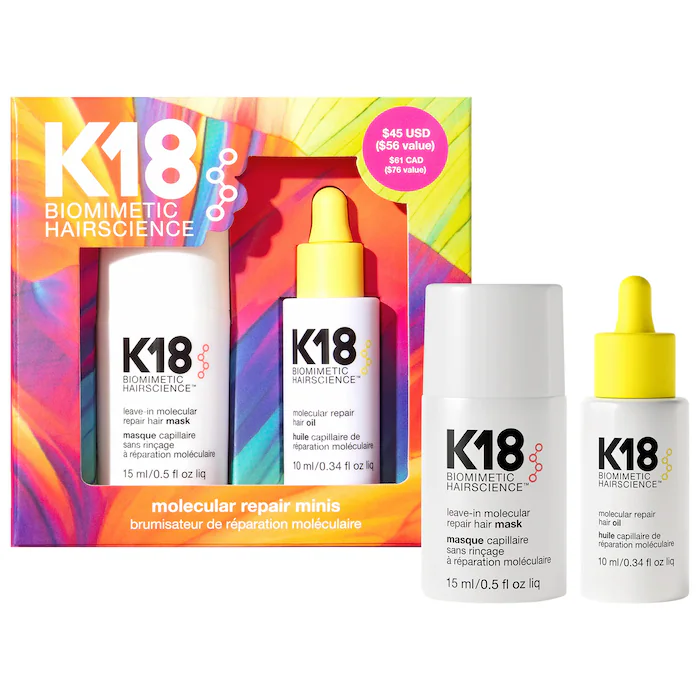 K18
BIOMIMETIC
HAIRSCIENCE
$45 USD
($56 value)
$61 CAD
($76 value)
K18
BIOMIMETIC
HAIRSCIENCE™
leave-in molecular
repair hair mask
masque capillaire
sans rinçage
à réparation moléculaire
15 ml/0.5 fl oz liq
K18
BIOMIMETIC
HAIRSCIENCE™
molecular repair
hair oil
huile capillaire de
réparation moléculaire
10 ml/0.34 fl oz liq
molecular repair minis
brumisateur de réparation moléculaire
K18
BIOMIMETIC
HAIRSCIENCE™
leave-in molecular
repair hair mask
masque capillaire
sans rinçage
à réparation moléculaire
15 ml/0.5 fl oz liq
K18
BIOMIMETIC
HAIRSCIENCE™
molecular repair
hair oil
huile capillaire de
réparation moléculaire
10 ml/0.34 fl oz liq